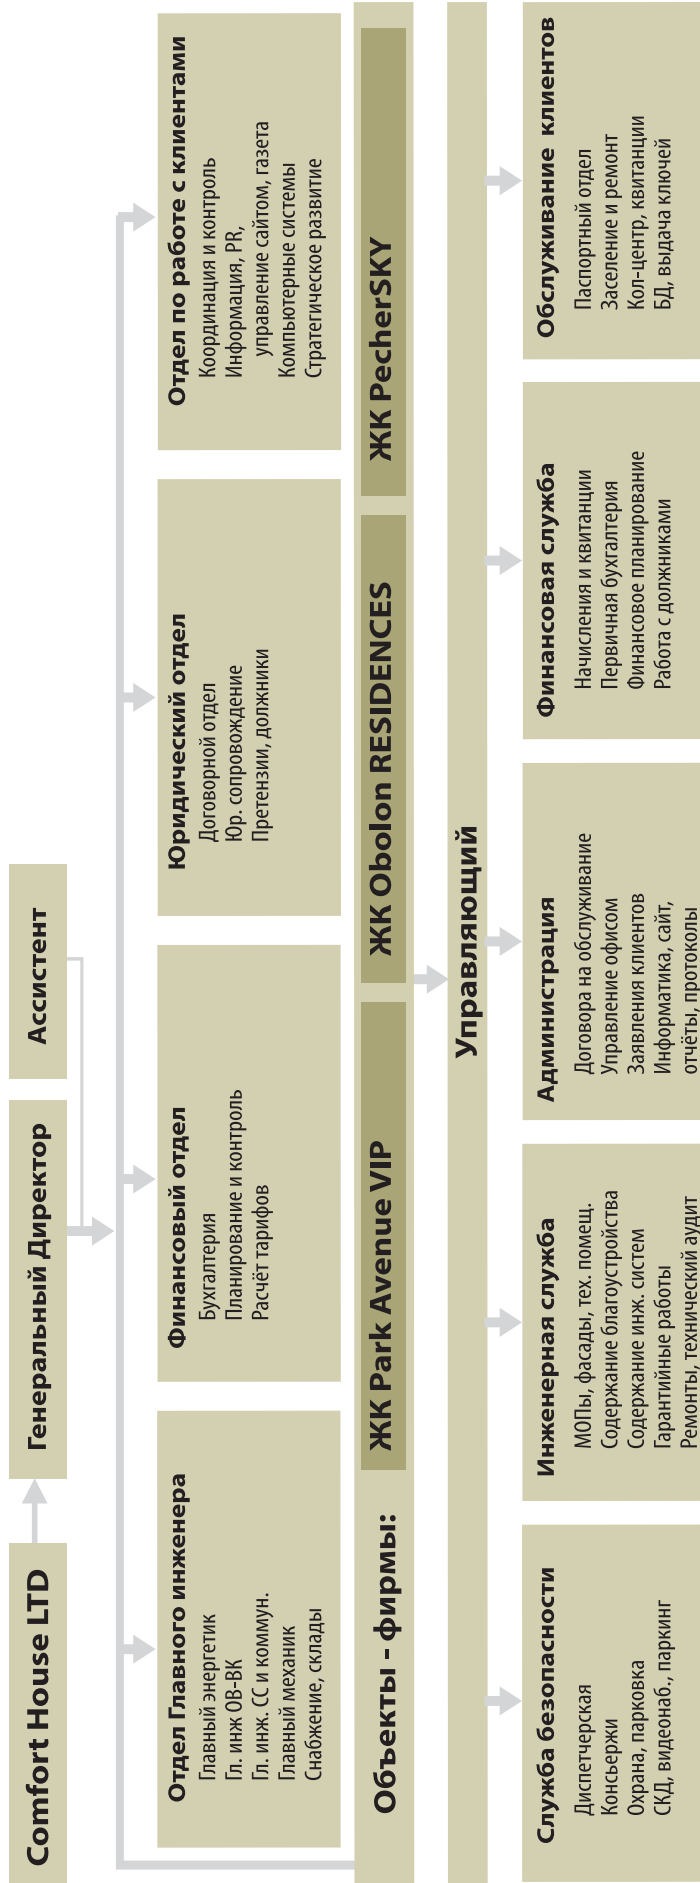 Comfort House LTD
Генеральный Директор
Ассистент
Отдел Главного инженера
Главный энергетик
Гл. инж ОВ-ВК
Гл. инж. СС и коммун.
Главный механик
Снабжение, склады
Финансовый отдел
Бухгалтерия
Планирование и контроль
Расчёт тарифов
Юридический отдел
Договорной отдел
Юр. сопровождение
Претензии, должники
Отдел по работе с клиентами
Координация и контроль
Информация, PR,
управление сайтом, газета
Компьютерные системы
Стратегическое развитие
Объекты - фирмы:
ЖК Park Avenue VIP
ЖК Obolon RESIDENCES
ЖК PecherSKY
Управляющий
Служба безопасности
Диспетчерская
Консьержи
Охрана, парковка
СКД, видеонаб., паркинг
Инженерная служба
МОПы, фасады, тех. помещ.
Содержание благоустройства
Содержание инж. систем
Гарантийные работы
Ремонты, технический аудит
Администрация
Договора на обслуживание
Управление офисом
Заявления клиентов
Информатика, сайт,
отчёты, протоколы
Финансовая служба
Начисления и квитанции
Первичная бухгалтерия
Финансовое планирование
Работа с должниками
Обслуживание клиентов
Паспортный отдел
Заселение и ремонт
Кол-центр, квитанции
БД, выдача ключей